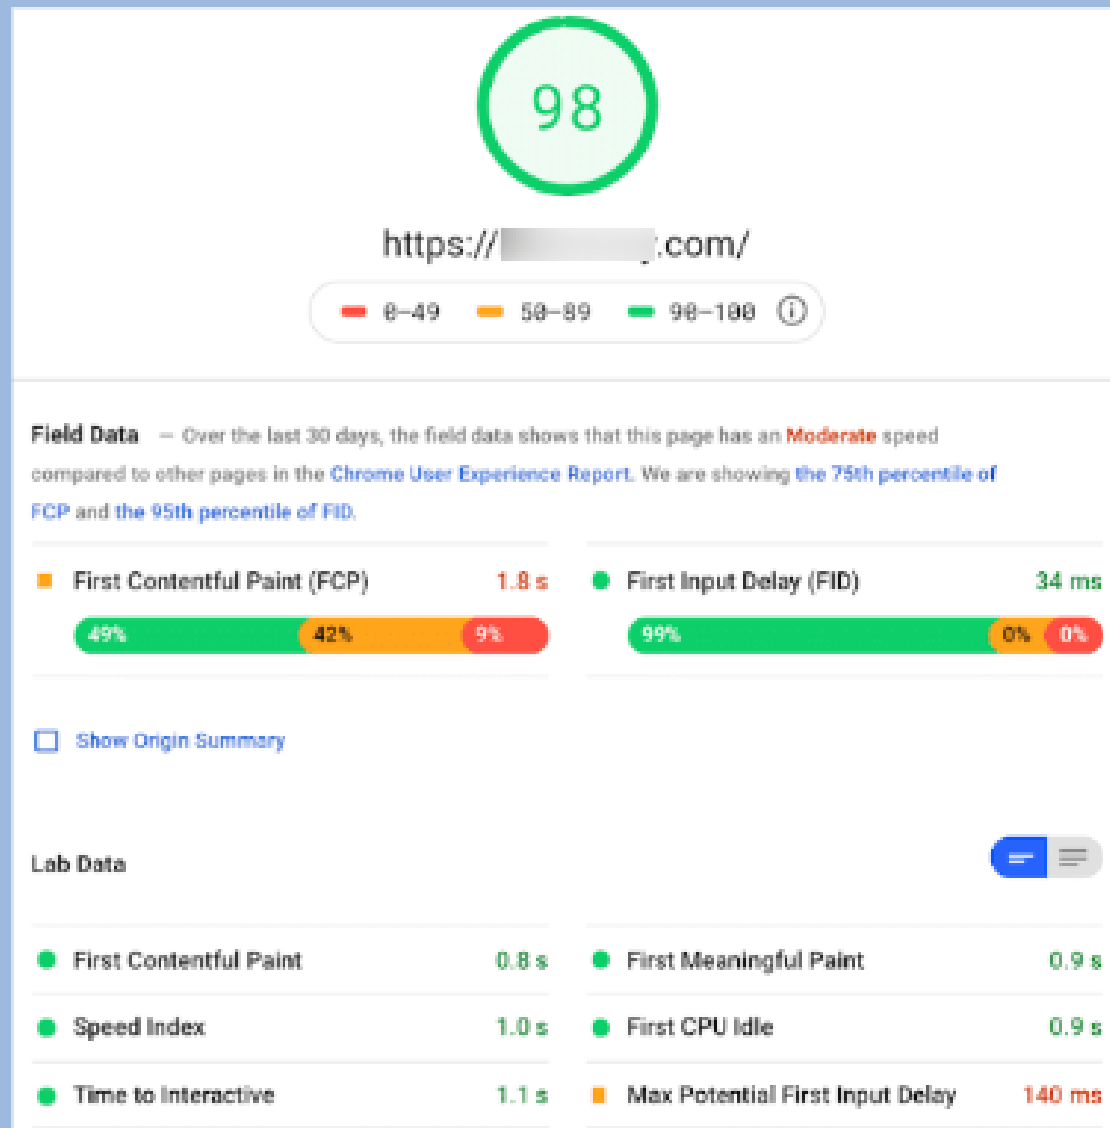 98
https:// .com/
0–49 50–89 90–100
Field Data — Over the last 30 days, the field data shows that this page has an Moderate speed
compared to other pages in the Chrome User Experience Report. We are showing the 75th percentile of
FCP and the 95th percentile of FID.
First Contentful Paint (FCP) 1.8 s First Input Delay (FID) 34 ms
49% 42% 9% 99% 0% 0%
Show Origin Summary
Lab Data
First Contentful Paint 0.8 s First Meaningful Paint 0.9 s
Speed Index 1.0 s First CPU Idle 0.9 s
Time to Interactive 1.1 s Max Potential First Input Delay 140 ms